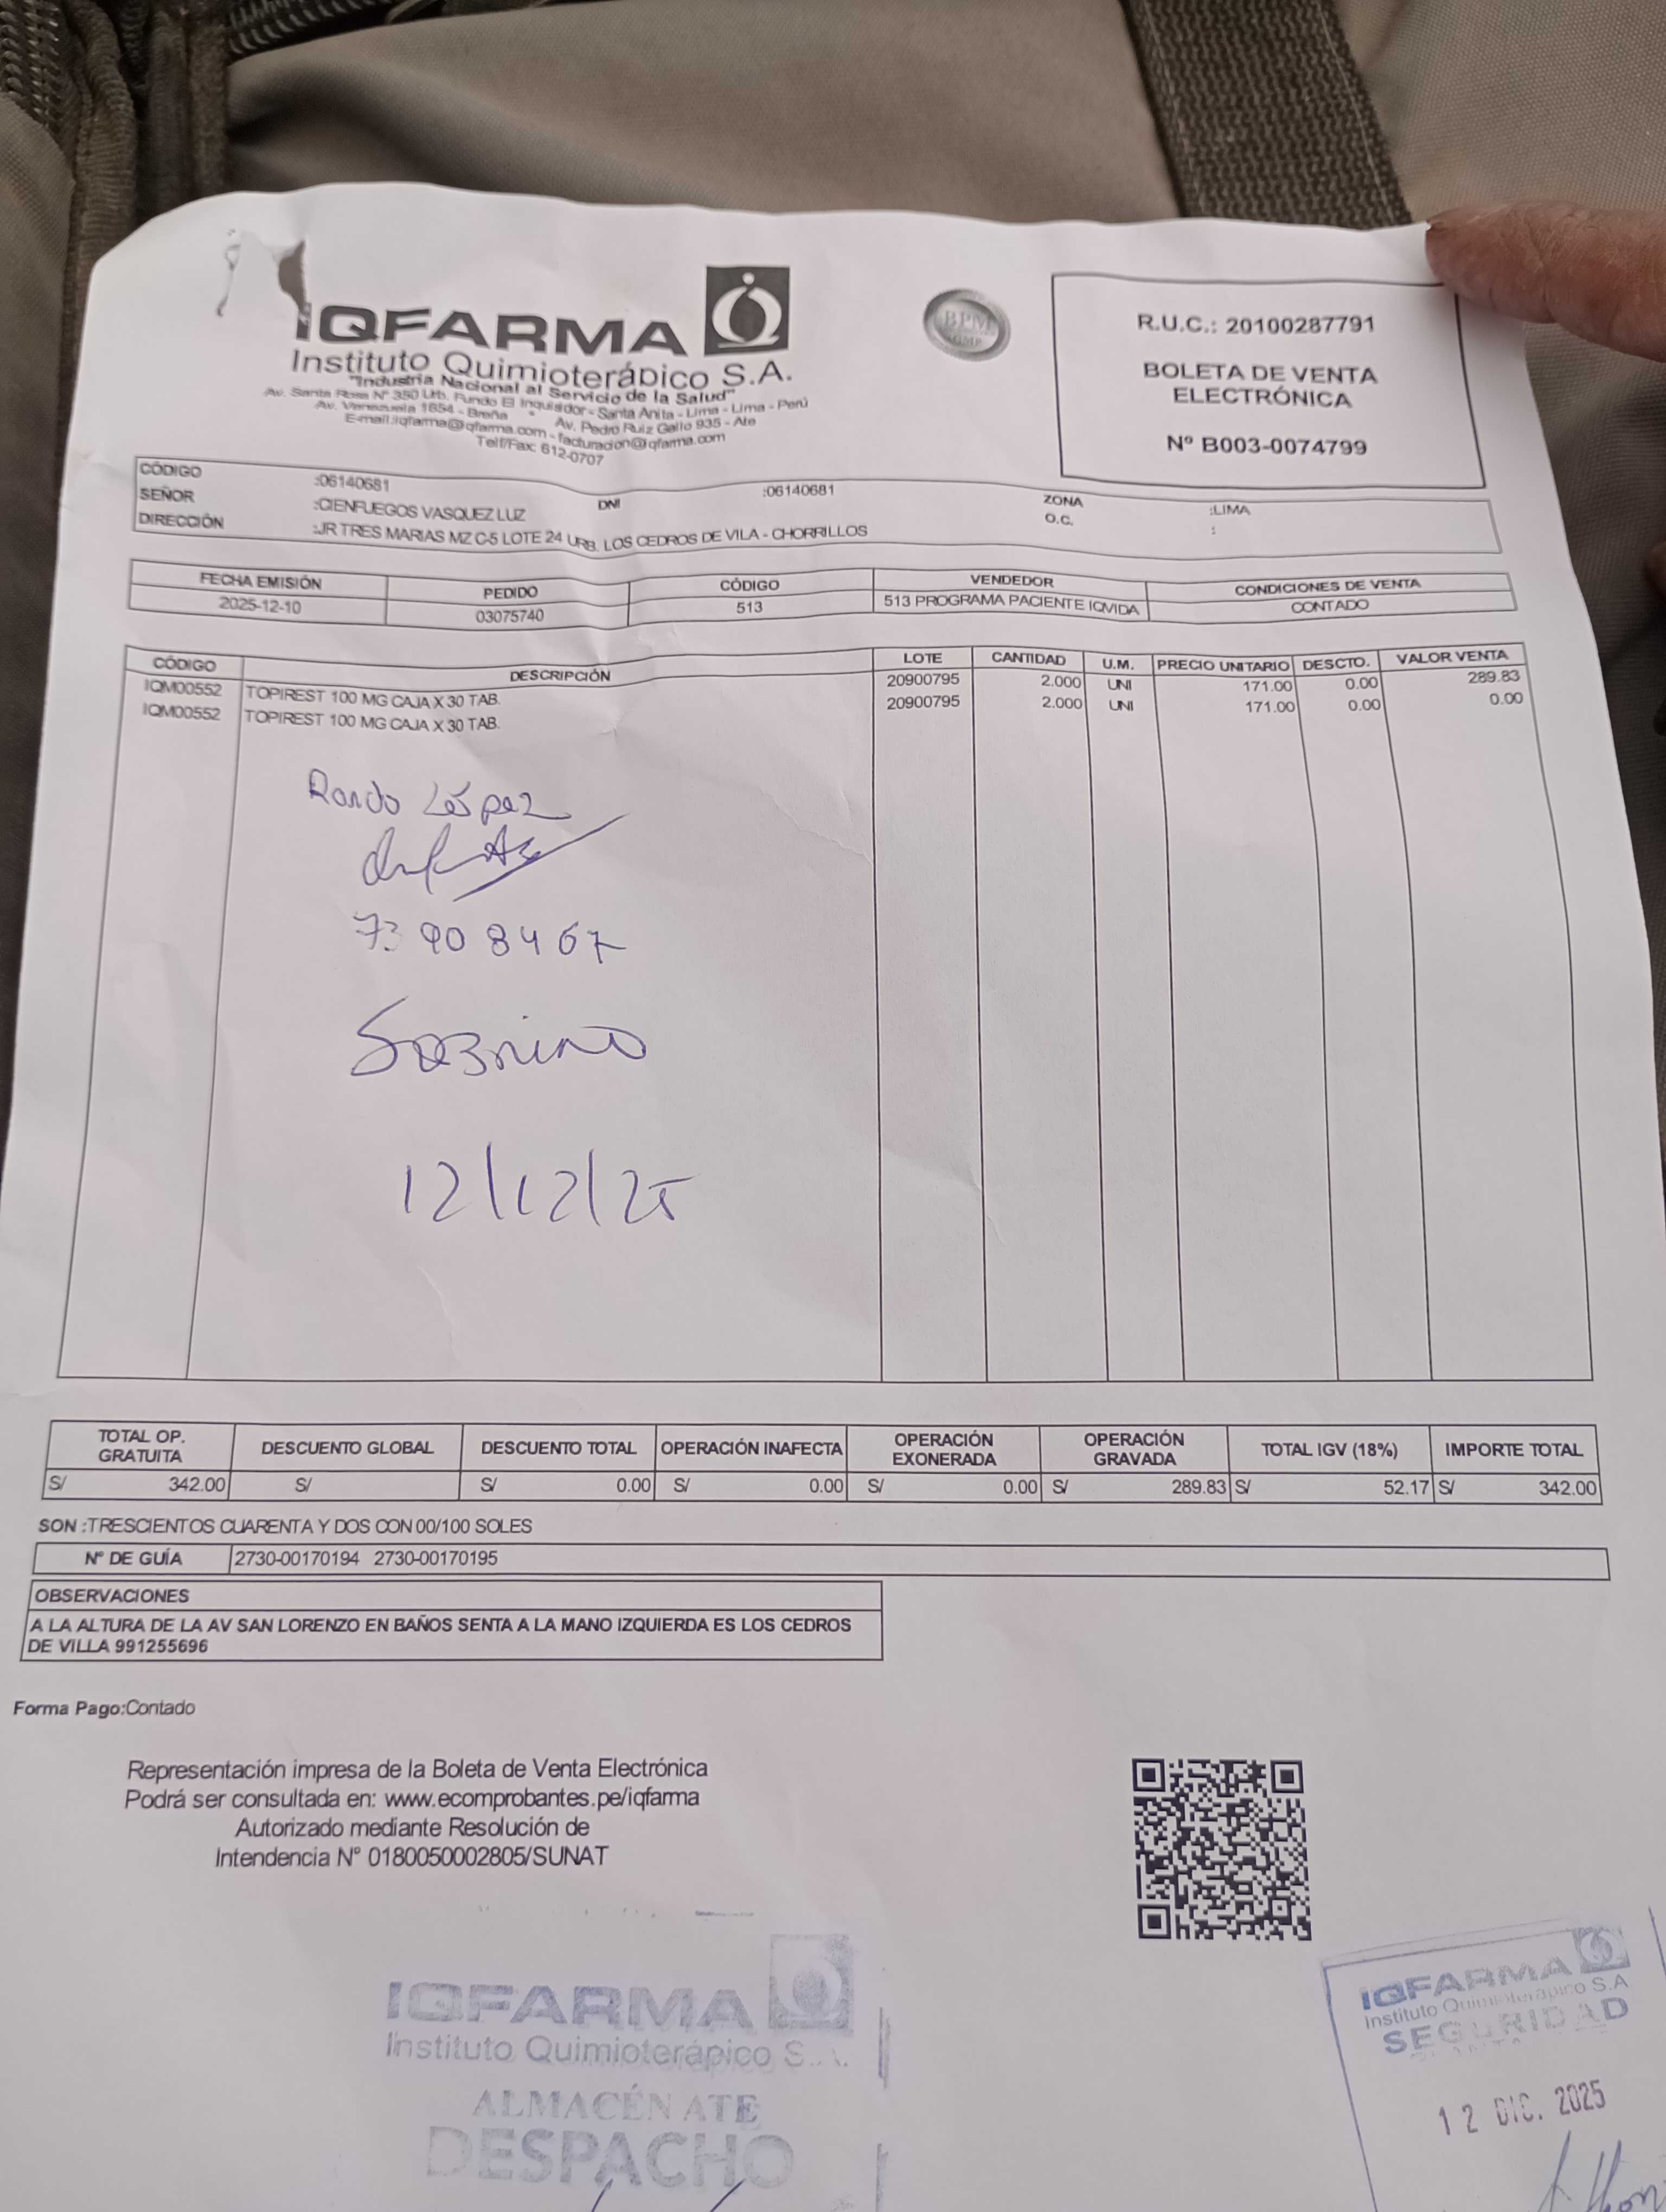 IQFARMA
Instituto Quimioterápico S.A.
"Industria Nacional al Servicio de la Salud"
Av. Santa Rosa N° 350 Urb. Fundo El Inquisidor - Santa Anita - Lima - Lima - Perú
Av. Venezuela 1654 - Breña * Av. Pedro Ruiz Gallo 935 - Ate
E-mail:iqfarma@qfarma.com - facturacion@iqfarma.com
Telf/Fax: 612-0707
BPM
R.U.C.: 20100287791
BOLETA DE VENTA
ELECTRÓNICA
Nº B003-0074799
CÓDIGO :06140681 DNI :06140681 ZONA :LIMA
SEÑOR :CIENFUEGOS VASQUEZ LUZ O.C. :
DIRECCIÓN :JR TRES MARIAS MZ C-5 LOTE 24 URB. LOS CEDROS DE VILA - CHORRILLOS
FECHA EMISIÓN PEDIDO CÓDIGO VENDEDOR CONDICIONES DE VENTA
2025-12-10 03075740 513 513 PROGRAMA PACIENTE IQVIDA CONTADO
CÓDIGO DESCRIPCIÓN LOTE CANTIDAD U.M. PRECIO UNITARIO DESCTO. VALOR VENTA
IQM00552 TOPIREST 100 MG CAJA X 30 TAB. 20900795 2.000 UNI 171.00 0.00 289.83
IQM00552 TOPIREST 100 MG CAJA X 30 TAB. 20900795 2.000 UNI 171.00 0.00 0.00
López
73908467
12/12/25
TOTAL OP. GRATUITA DESCUENTO GLOBAL DESCUENTO TOTAL OPERACIÓN INAFECTA OPERACIÓN EXONERADA OPERACIÓN GRAVADA TOTAL IGV (18%) IMPORTE TOTAL
S/ 342.00 S/ S/ 0.00 S/ 0.00 S/ 0.00 S/ 289.83 S/ 52.17 S/ 342.00
SON :TRESCIENTOS CUARENTA Y DOS CON 00/100 SOLES
Nº DE GUÍA 2730-00170194 2730-00170195
OBSERVACIONES
A LA ALTURA DE LA AV SAN LORENZO EN BAÑOS SENTA A LA MANO IZQUIERDA ES LOS CEDROS
DE VILLA 991255696
Forma Pago:Contado
Representación impresa de la Boleta de Venta Electrónica
Podrá ser consultada en: www.ecomprobantes.pe/iqfarma
Autorizado mediante Resolución de
Intendencia N° 0180050002805/SUNAT
IQFARMA
Instituto Quimioterápico S.A.
ALMACÉN ATE
DESPACHO
IQFARMA
Instituto Quimioterápico S.A
SEGURIDAD
12 DIC. 2025